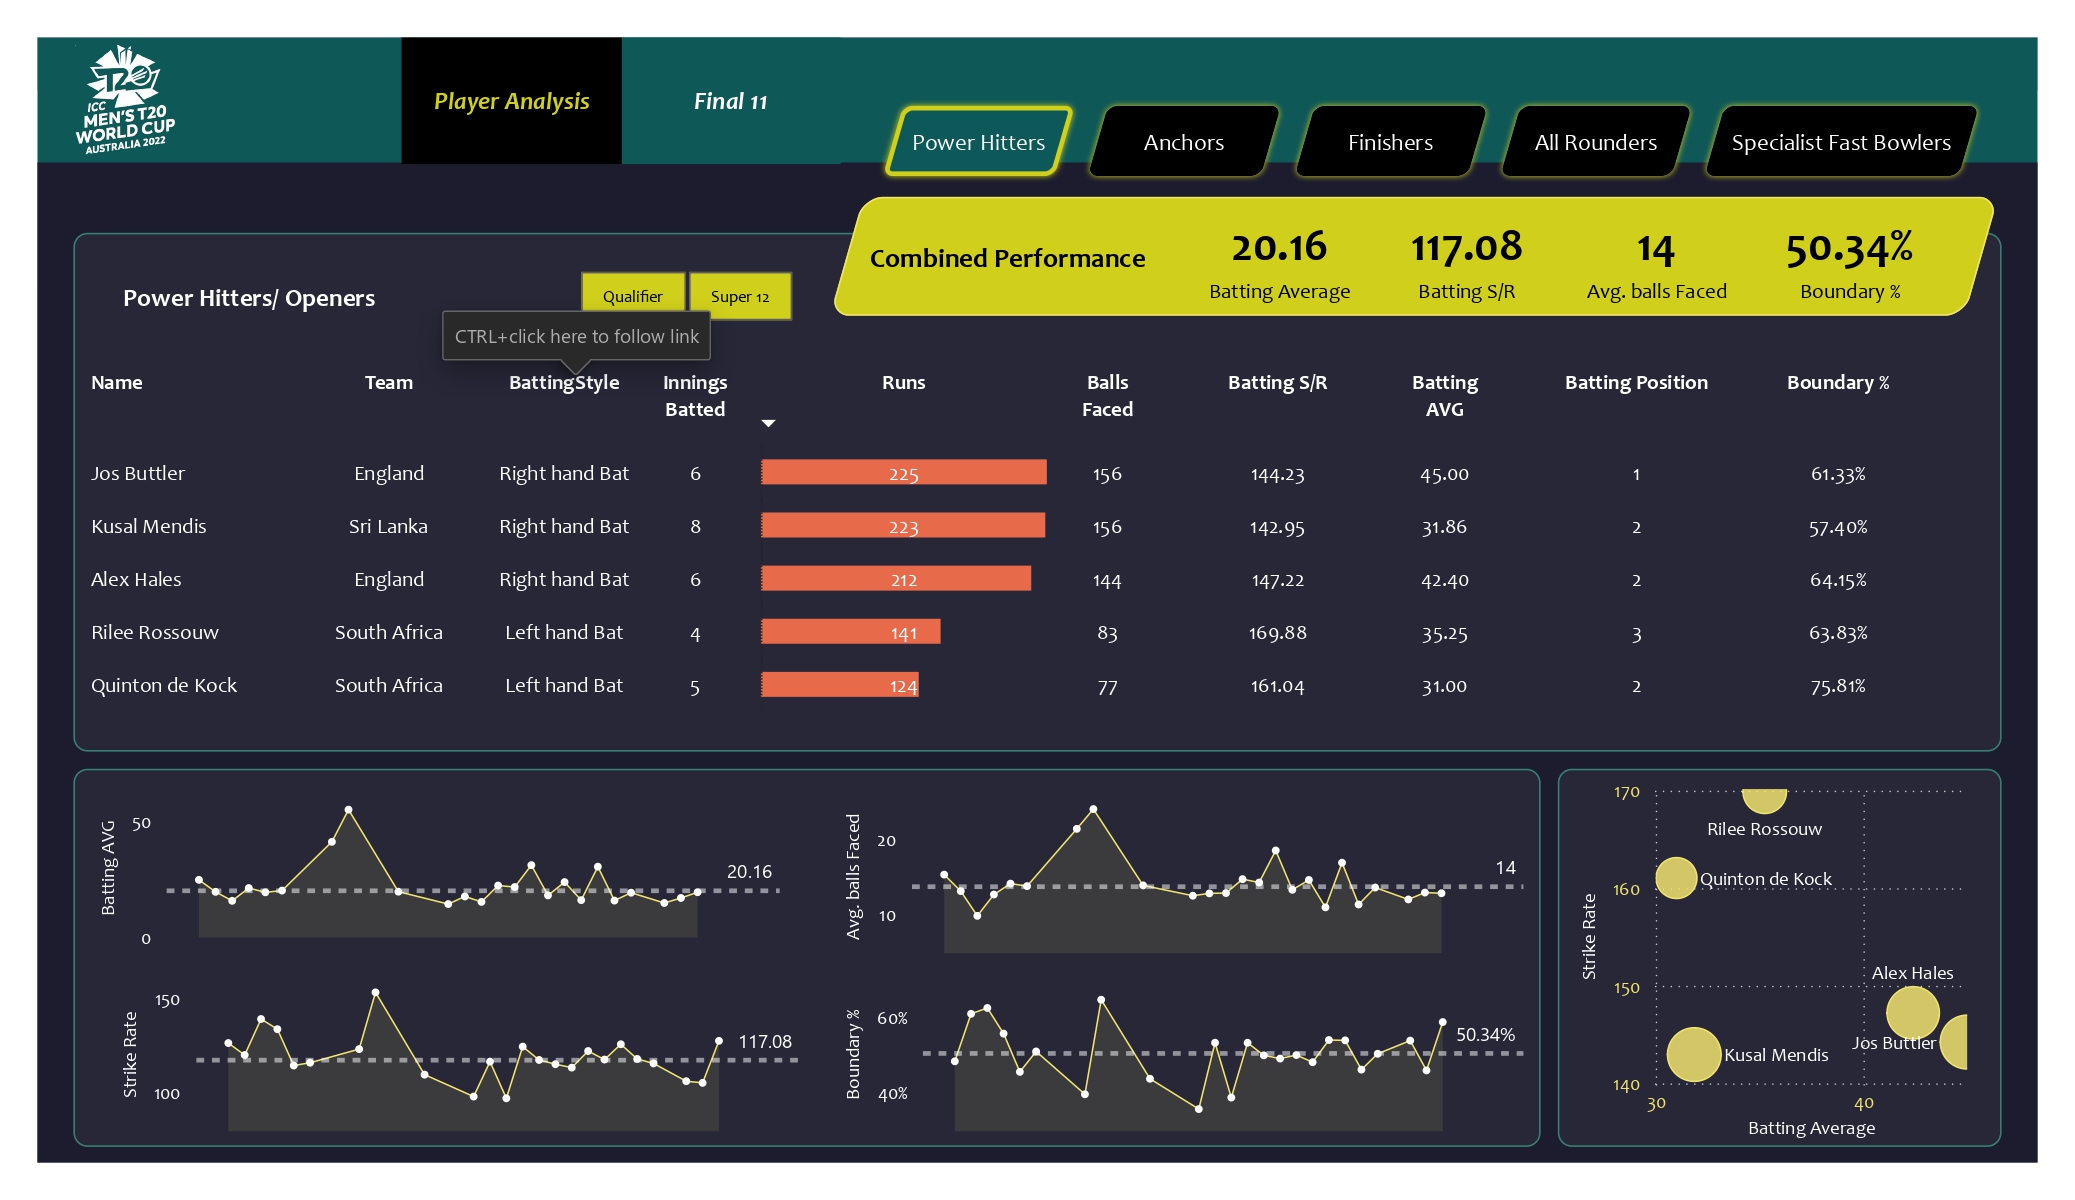 ICC
MEN'S T20
WORLD CUP
AUSTRALIA 2022
Player Analysis
Final 11
Power Hitters
Anchors
Finishers
All Rounders
Specialist Fast Bowlers
Combined Performance
20.16
Batting Average
117.08
Batting S/R
14
Avg. balls Faced
50.34%
Boundary %
Power Hitters/ Openers
Qualifier
Super 12
CTRL+click here to follow link
Name Team BattingStyle Innings Batted Runs Balls Faced Batting S/R Batting AVG Batting Position Boundary %
Jos Buttler England Right hand Bat 6 225 156 144.23 45.00 1 61.33%
Kusal Mendis Sri Lanka Right hand Bat 8 223 156 142.95 31.86 2 57.40%
Alex Hales England Right hand Bat 6 212 144 147.22 42.40 2 64.15%
Rilee Rossouw South Africa Left hand Bat 4 141 83 169.88 35.25 3 63.83%
Quinton de Kock South Africa Left hand Bat 5 124 77 161.04 31.00 2 75.81%
Batting AVG
50
0
20.16
Avg. balls Faced
20
10
14
Strike Rate
150
100
117.08
Boundary %
60%
40%
50.34%
Strike Rate
170
160
150
140
30
40
Batting Average
Rilee Rossouw
Quinton de Kock
Alex Hales
Jos Buttler
Kusal Mendis